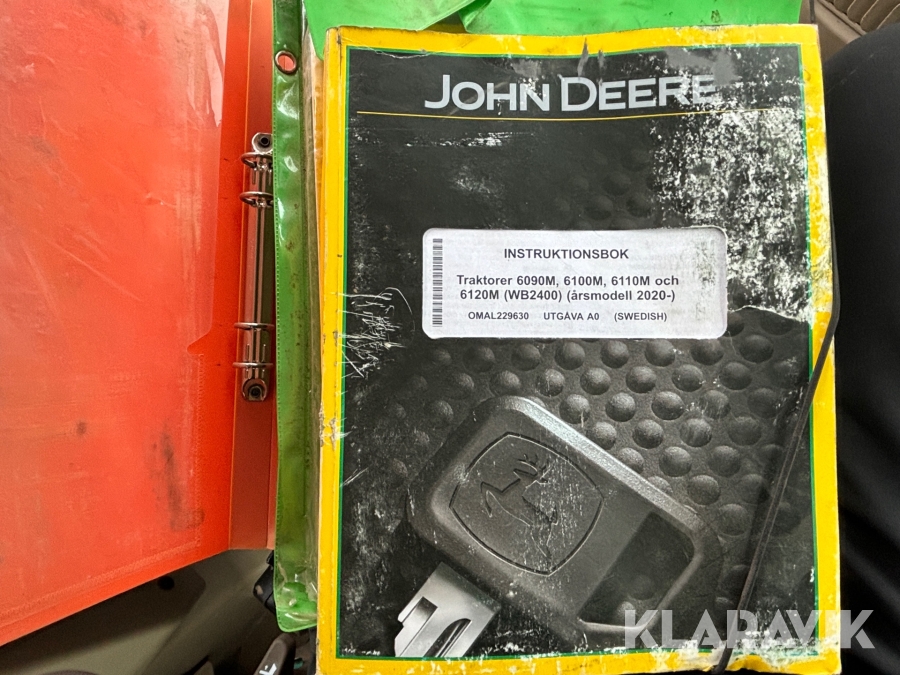 JOHN DEERE
INSTRUKTIONSBOK
Traktorer 6090M, 6100M, 6110M och
6120M (WB2400) (årsmodell 2020-)
OMAL229630 UTGÅVA A0 (SWEDISH)
KLARAVIK